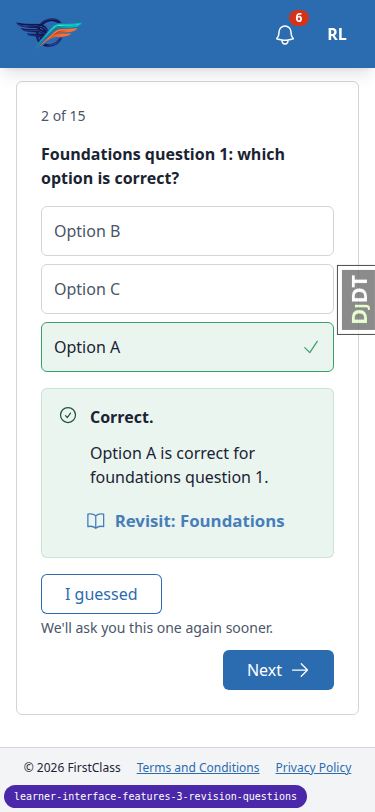 6
RL
2 of 15
Foundations question 1: which
option is correct?
Option B
Option C
DjDT
Option A
Correct.
Option A is correct for
foundations question 1.
Revisit: Foundations
I guessed
We'll ask you this one again sooner.
Next
© 2026 FirstClass Terms and Conditions Privacy Policy
learner-interface-features-3-revision-questions